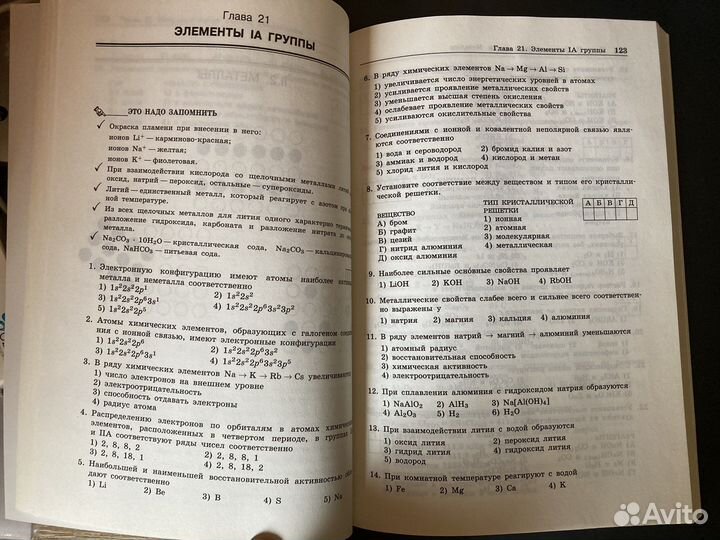 Глава 21
ЭЛЕМЕНТЫ IA ГРУППЫ
ЭТО НАДО ЗАПОМНИТЬ
✓ Окраска пламени при внесении в него:
ионов Li⁺ — карминово-красная;
ионов Na⁺ — желтая;
ионов K⁺ — фиолетовая.
✓ При взаимодействии кислорода со щелочными металлами литий
оксид, натрий — пероксид, остальные — супероксиды.
✓ Литий — единственный металл, который реагирует с азотом при
ной температуре.
✓ Из всех щелочных металлов для лития одного характерно
разложение гидроксида, карбоната и разложение нитрата до
металла.
✓ Na₂CO₃ · 10H₂O — кристаллическая сода, Na₂CO₃ —
сода, NaHCO₃ — питьевая сода.
1. Электронную конфигурацию имеют атомы наиболее
металла и неметалла соответственно
1) 1s²2s²2p¹ 2) 1s²2s²
3) 1s²2s²2p⁶3s¹ 4) 1s²2s²2p⁶3s²3p²
5) 1s²2s²2p⁵
2. Атомы химических элементов, образующих с галогеном
с ионной связью, имеют электронные конфигурации
1) 1s²2s²2p⁶ 2) 1s²2s²2p⁶3s²
3) 1s²2s²2p⁶3s¹ 4) 1s²2s²2p⁶3s²3p⁵
3. В ряду химических элементов Na → K → Rb → Cs увеличивается
1) число электронов на внешнем уровне
2) электроотрицательность
3) способность отдавать электроны
4) радиус атома
4. Распределению электронов по орбиталям в атомах
элементов, расположенных в четвертом периоде, в группах
и IIA соответствуют ряды чисел соответственно
1) 2, 8, 8, 2 2) 2, 8, 8, 1
3) 2, 8, 18, 1 4) 2, 8, 18, 2
5. Наибольшей и наименьшей восстановительной активностью
дают соответственно
1) Li 2) Be 3) B 4) S 5) Na
Глава 21. Элементы IA группы 123
6. В ряду химических элементов Na → Mg → Al → Si
1) увеличивается число энергетических уровней в атомах
2) усиливается проявление металлических свойств
3) уменьшается высшая степень окисления
4) ослабевает проявление металлических свойств
5) усиливаются окислительные свойства
7. Соединениями с ионной и ковалентной неполярной связью явля-
ются соответственно
1) вода и сероводород 2) бромид калия и азот
3) аммиак и водород 4) кислород и метан
5) хлорид лития и кислород
8. Установите соответствие между веществом и типом его кристалли-
ческой решетки.
ВЕЩЕСТВО ТИП КРИСТАЛЛИЧЕСКОЙ РЕШЕТКИ А Б В Г Д
А) бром 1) ионная
Б) графит 2) атомная
В) цезий 3) молекулярная
Г) нитрид алюминия 4) металлическая
Д) оксид алюминия
9. Наиболее сильные оснóвные свойства проявляет
1) LiOH 2) KOH 3) NaOH 4) RbOH
10. Металлические свойства слабее всего и сильнее всего соответствен-
но выражены у
1) натрия 2) магния 3) кальция 4) алюминия
11. В ряду элементов натрий → магний → алюминий уменьшаются
1) атомный радиус
2) восстановительная способность
3) химическая активность
4) электроотрицательность
12. При сплавлении алюминия с гидроксидом натрия образуются
1) NaAlO₂ 2) AlH₃ 3) Na[Al(OH)₄]
4) Al₂O₃ 5) H₂ 6) H₂O
13. При взаимодействии лития с водой образуются
1) оксид лития 2) пероксид лития
3) гидрид лития 4) гидроксид лития
5) водород
14. При комнатной температуре реагируют с водой
1) Fe 2) Mg 3) Ca 4) K
Avito